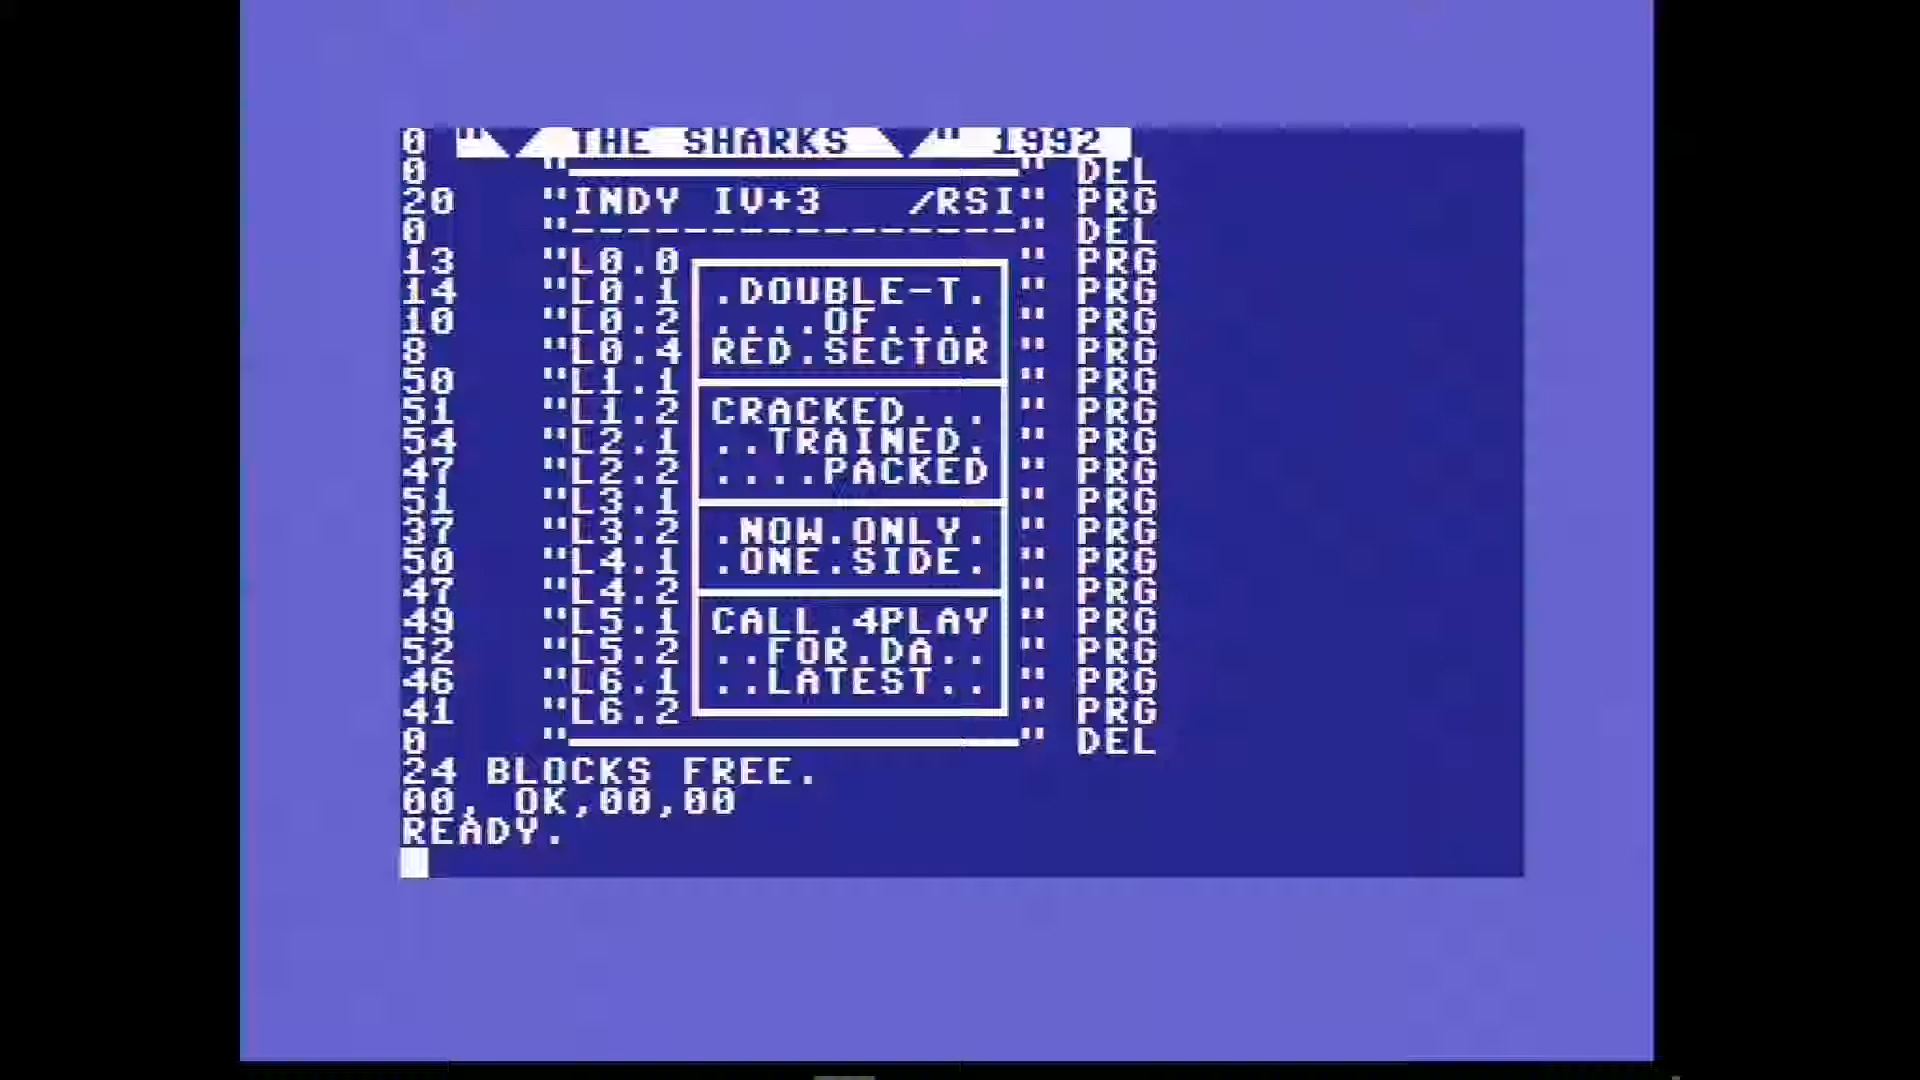 0 " THE SHARKS " 1992
0 " " DEL
20 "INDY IV+3 /RSI" PRG
0 "----------------" DEL
13 "L0.0 " PRG
14 "L0.1 .DOUBLE-T. " PRG
10 "L0.2 ....OF.... " PRG
8 "L0.4 RED.SECTOR " PRG
50 "L1.1 " PRG
51 "L1.2 CRACKED... " PRG
54 "L2.1 ..TRAINED. " PRG
47 "L2.2 ....PACKED " PRG
51 "L3.1 " PRG
37 "L3.2 .NOW.ONLY. " PRG
50 "L4.1 .ONE.SIDE. " PRG
47 "L4.2 " PRG
49 "L5.1 CALL.4PLAY " PRG
52 "L5.2 ..FOR.DA.. " PRG
46 "L6.1 ..LATEST.. " PRG
41 "L6.2 " PRG
0 " " DEL
24 BLOCKS FREE.
00, OK,00,00
READY.